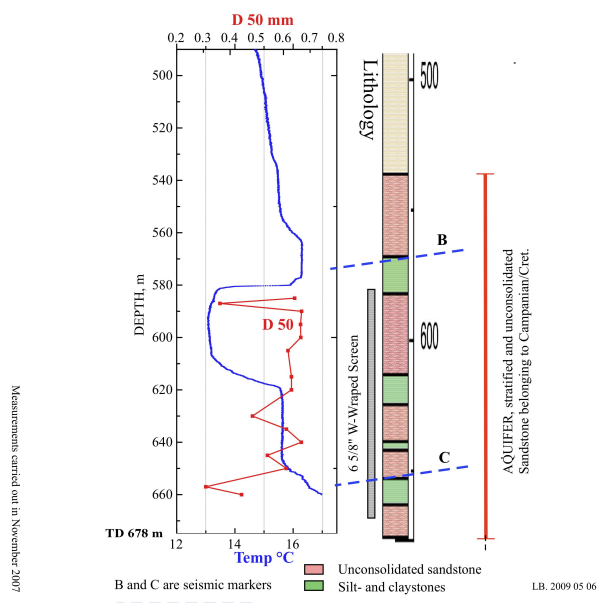 D 50 mm
0.2 0.3 0.4 0.5 0.6 0.7 0.8
500
520
540
560
580
600
620
640
660
DEPTH, m
D 50
TD 678 m
12 14 16
Temp °C
Lithology
500
600
B
C
6 5/8" W-Wraped Screen
AQUIFER, stratified and unconsolidated
Sandstone belonging to Campanian/Cret.
Measurements carried out in November 2007
B and C are seismic markers
Unconsolidated sandstone
Silt- and claystones
LB. 2009 05 06